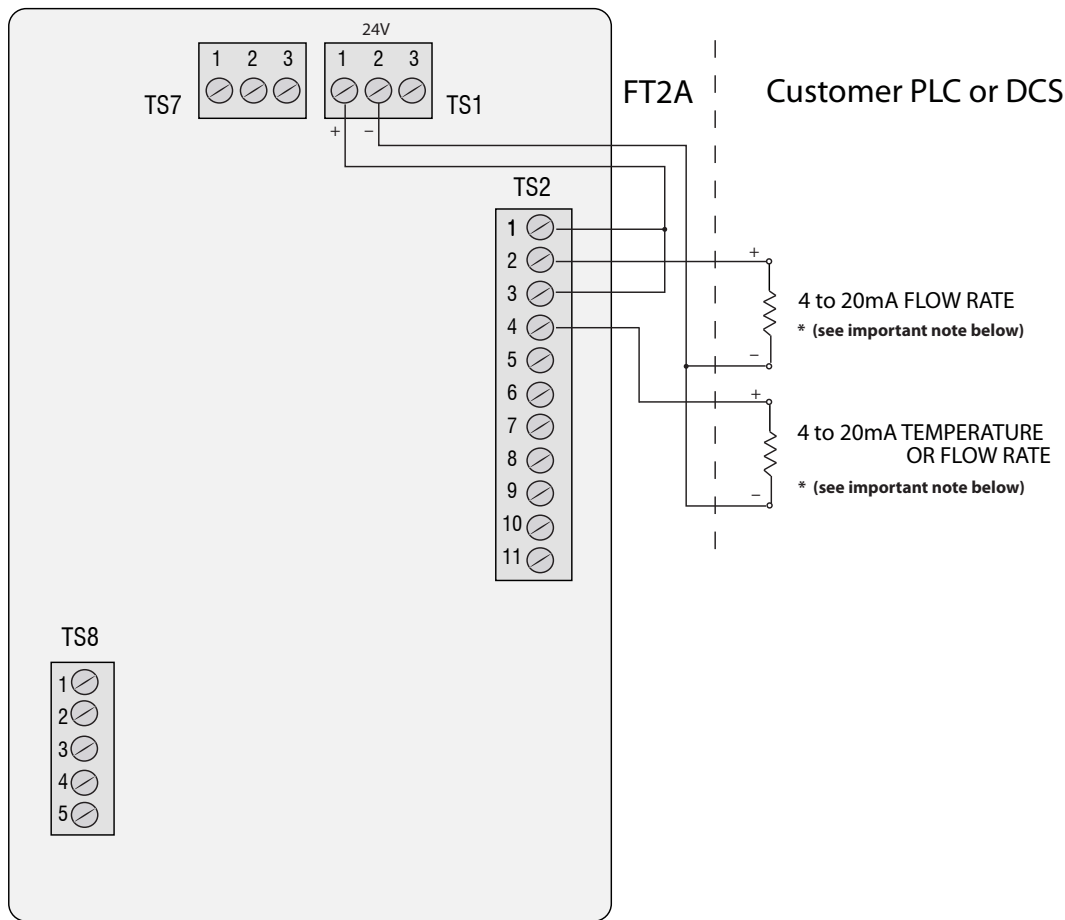 24V
1 2 3
1 2 3
TS7
TS1
+ −
FT2A
Customer PLC or DCS
TS2
1
2
3
4
5
6
7
8
9
10
11
+
4 to 20mA FLOW RATE
* (see important note below)
−
+
4 to 20mA TEMPERATURE
OR FLOW RATE
* (see important note below)
−
TS8
1
2
3
4
5